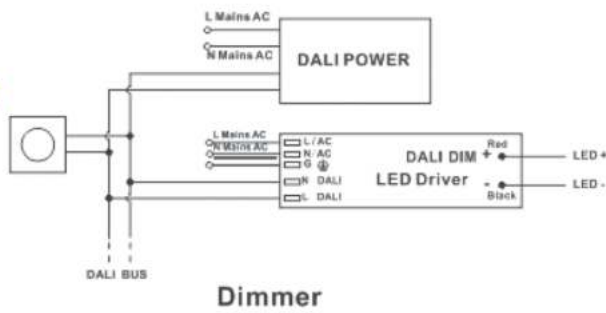 L Mains AC
N Mains AC
DALI POWER
L Mains AC
N Mains AC
L / AC
N/AC
G
N DALI
L DALI
DALI DIM
LED Driver
Red
+
-
Black
LED +
LED -
DALI BUS
Dimmer